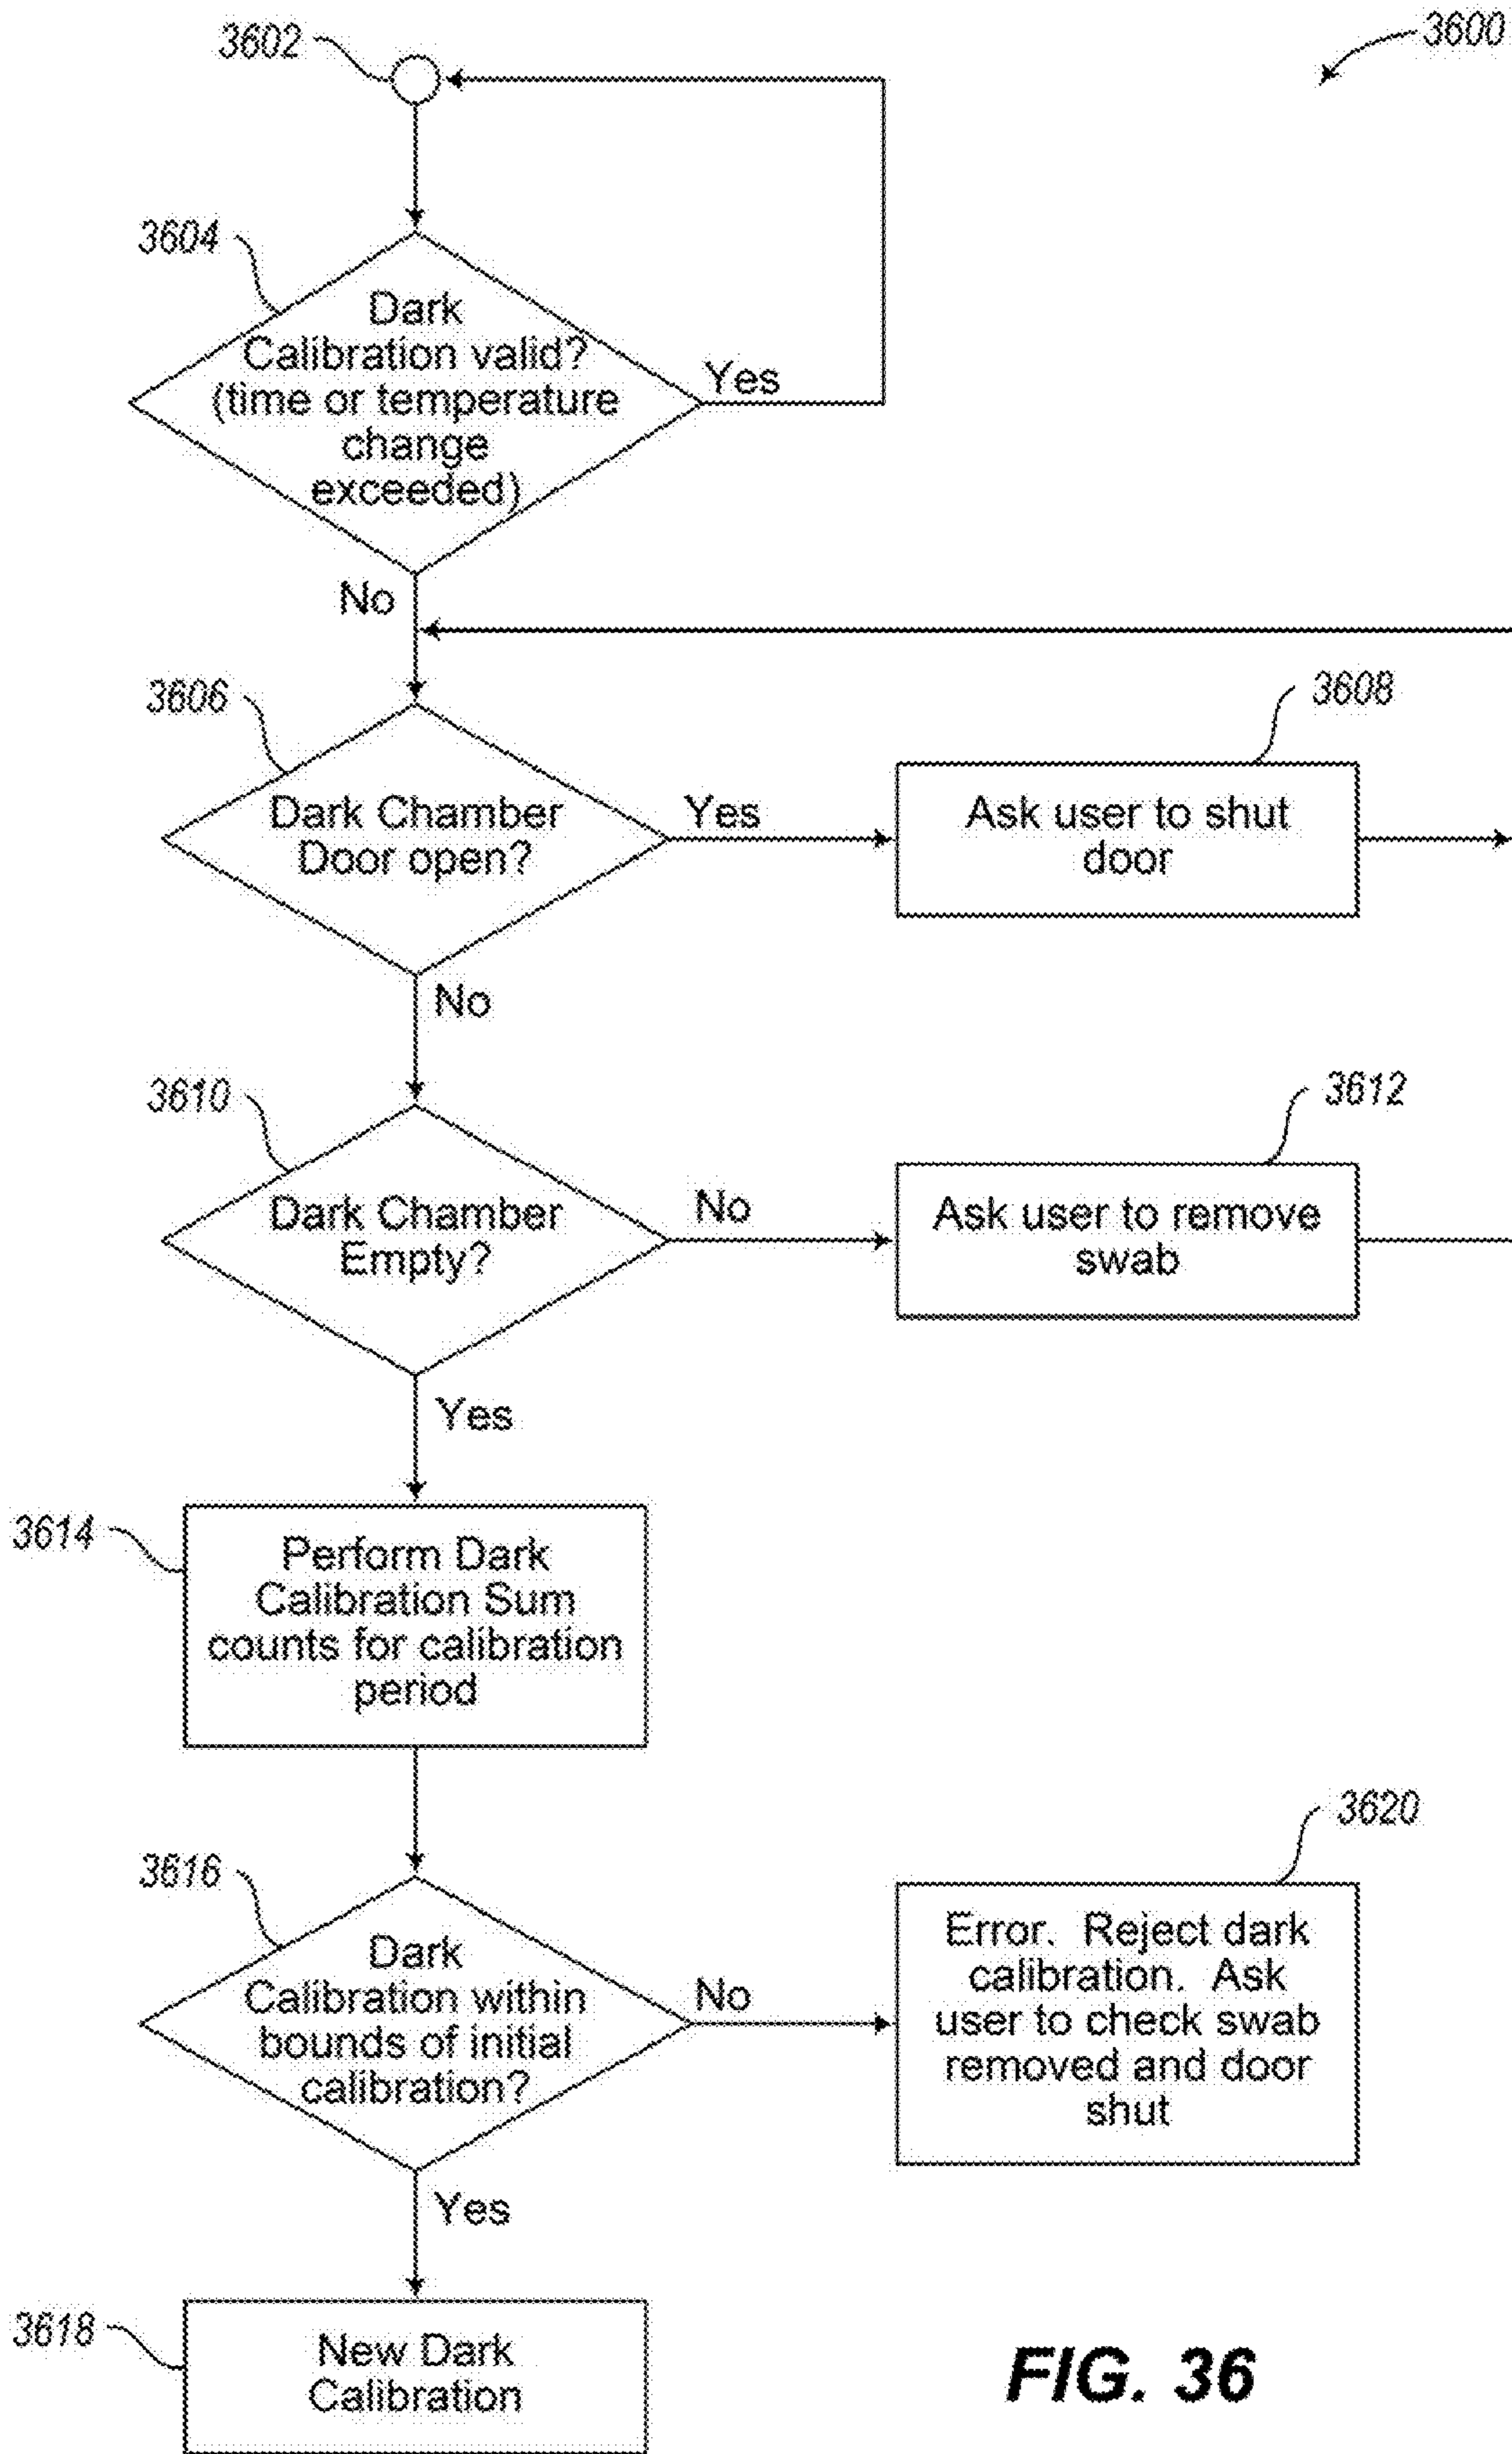 3602
3600
3604
Dark
Calibration valid?
(time or temperature
change
exceeded)
Yes
No
3606
Dark Chamber
Door open?
Yes
3608
Ask user to shut
door
No
3610
Dark Chamber
Empty?
No
3612
Ask user to remove
swab
Yes
3614
Perform Dark
Calibration Sum
counts for calibration
period
3616
Dark
Calibration within
bounds of initial
calibration?
No
3620
Error. Reject dark
calibration. Ask
user to check swab
removed and door
shut
Yes
3618
New Dark
Calibration
FIG. 36